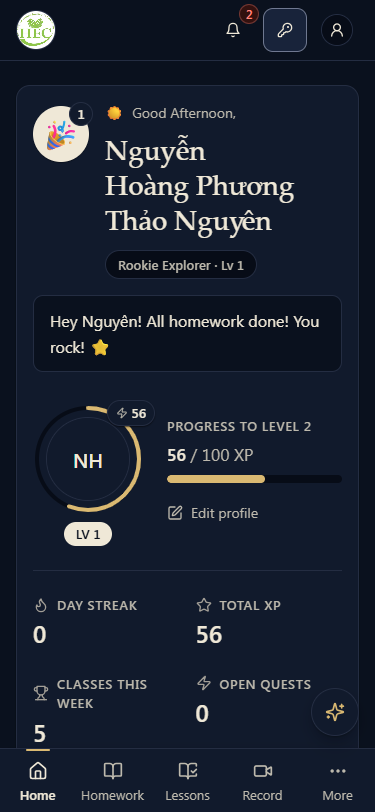 HEC
2
1
Good Afternoon,
Nguyễn
Hoàng Phương
Thảo Nguyên
Rookie Explorer · Lv 1
Hey Nguyên! All homework done! You
rock!
56
NH
LV 1
PROGRESS TO LEVEL 2
56 / 100 XP
Edit profile
DAY STREAK
0
TOTAL XP
56
CLASSES THIS
WEEK
5
OPEN QUESTS
0
Home
Homework
Lessons
Record
More